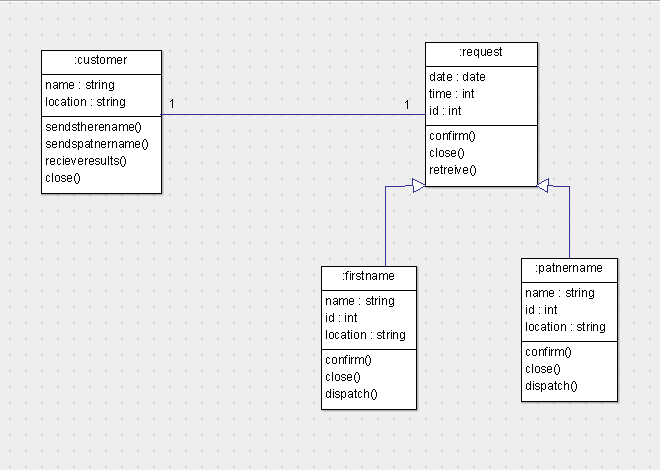 :customer
name : string
location : string
sendstherename()
sendspatnername()
recieveresults()
close()
1
1
:request
date : date
time : int
id : int
confirm()
close()
retreive()
:firstname
name : string
id : int
location : string
confirm()
close()
dispatch()
:patnername
name : string
id : int
location : string
confirm()
close()
dispatch()